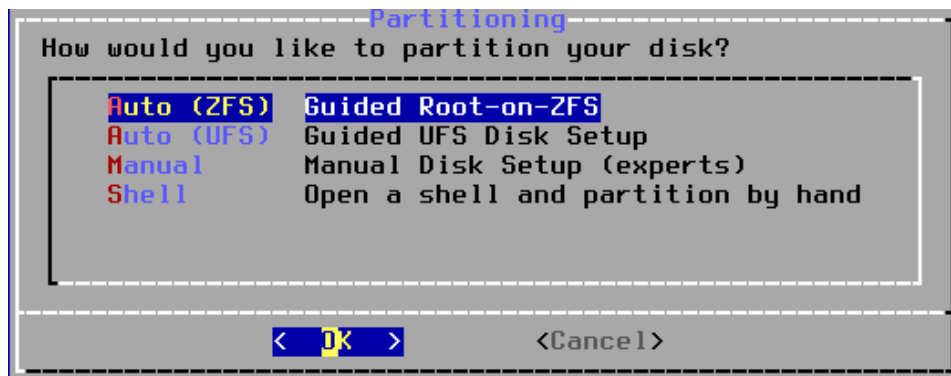 Partitioning
How would you like to partition your disk?
Auto (ZFS) Guided Root-on-ZFS
Auto (UFS) Guided UFS Disk Setup
Manual Manual Disk Setup (experts)
Shell Open a shell and partition by hand
< OK > <Cancel>